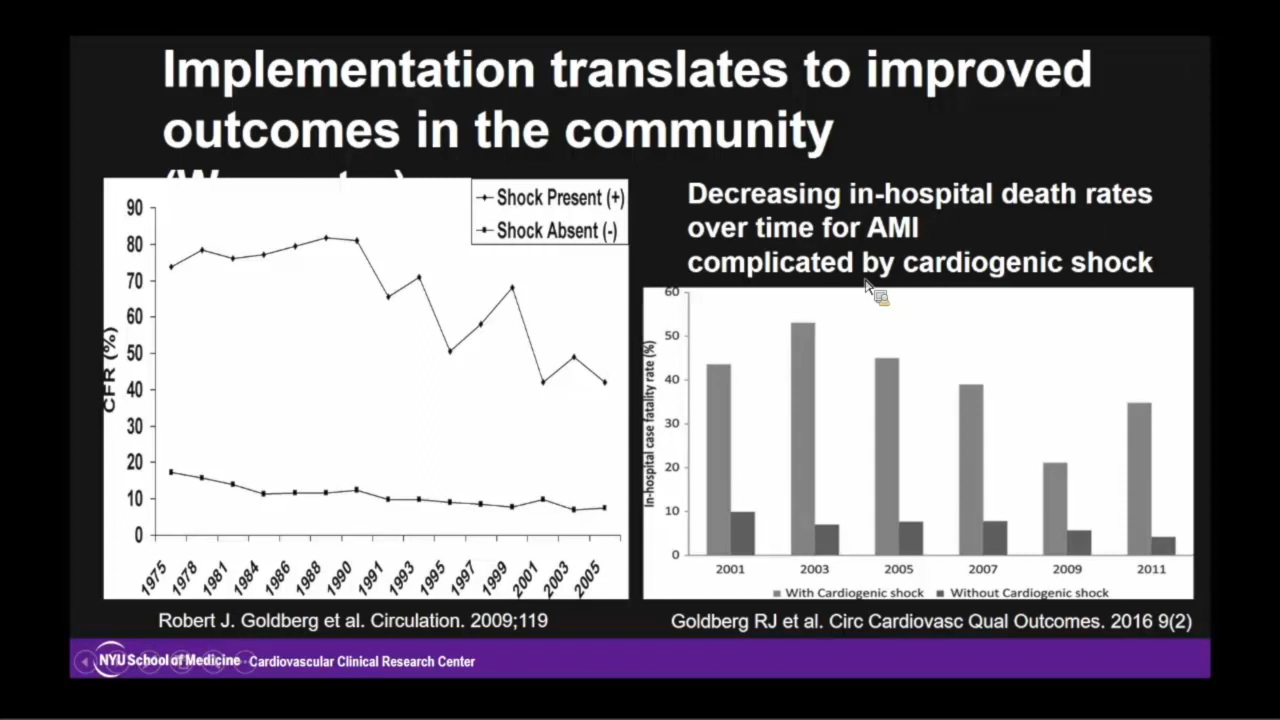 Implementation translates to improved
outcomes in the community
Shock Present (+)
Shock Absent (-)
CFR (%)
90
80
70
60
50
40
30
20
10
0
1975
1978
1981
1984
1986
1988
1990
1991
1993
1995
1997
1999
2001
2003
2005
Robert J. Goldberg et al. Circulation. 2009;119
Decreasing in-hospital death rates
over time for AMI
complicated by cardiogenic shock
In-hospital case fatality rate (%)
60
50
40
30
20
10
0
2001
2003
2005
2007
2009
2011
With Cardiogenic shock
Without Cardiogenic shock
Goldberg RJ et al. Circ Cardiovasc Qual Outcomes. 2016 9(2)
NYU School of Medicine
Cardiovascular Clinical Research Center